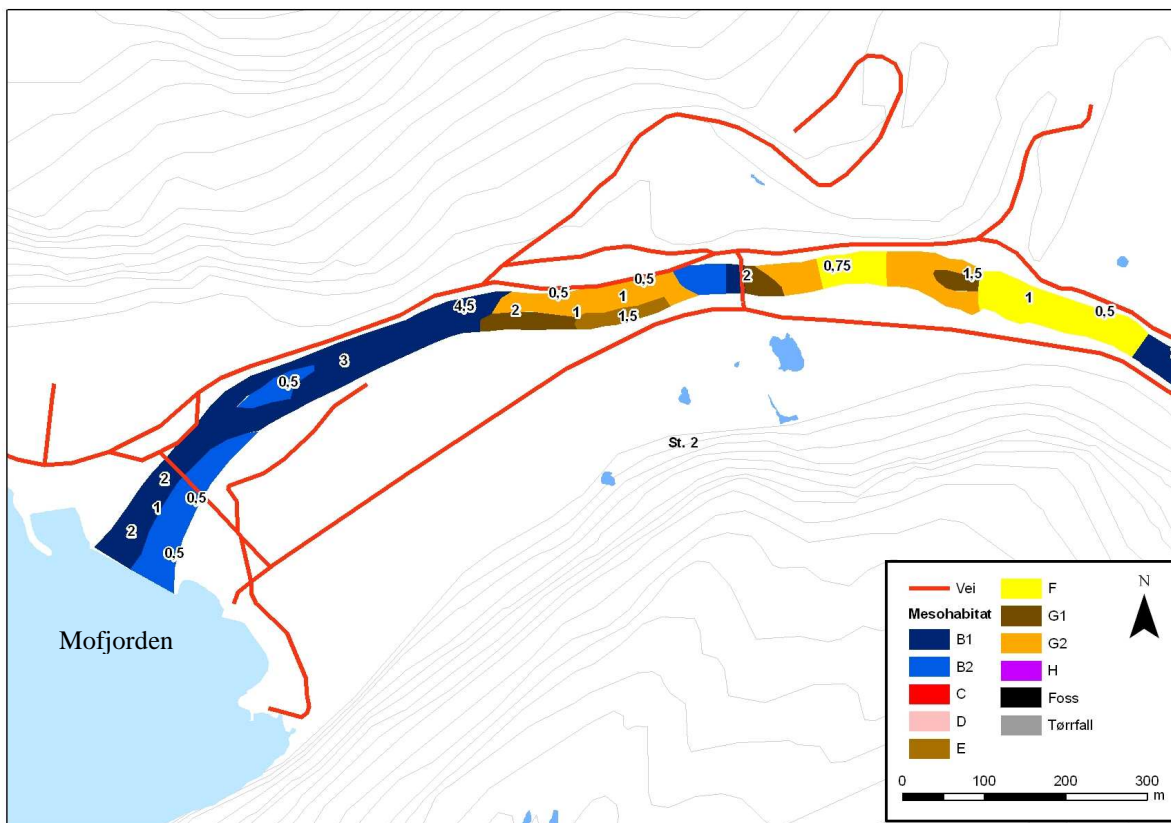 0,75
2
1,5
0,5
0,5
1
1
0,5
4,5
2
1
1,5
3
0,5
St. 2
2
0,5
1
2
0,5
Mofjorden
Vei
Mesohabitat
B1
B2
C
D
E
F
G1
G2
H
Foss
Tørrfall
N
0 100 200 300
m